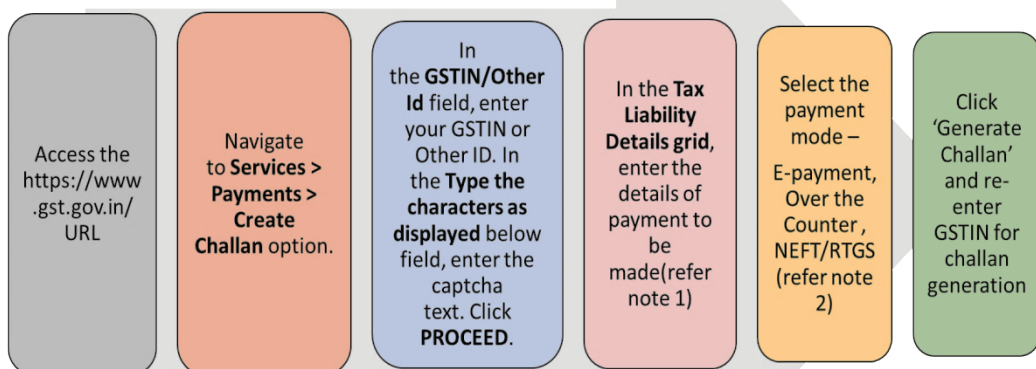 Access the
https://www
.gst.gov.in/
URL
Navigate
to Services >
Payments >
Create
Challan option.
In
the GSTIN/Other
Id field, enter
your GSTIN or
Other ID. In
the Type the
characters as
displayed below
field, enter the
captcha
text. Click
PROCEED.
In the Tax
Liability
Details grid,
enter the
details of
payment to
be
made(refer
note 1)
Select the
payment
mode –
E-payment,
Over the
Counter ,
NEFT/RTGS
(refer note
2)
Click
‘Generate
Challan’
and re-
enter
GSTIN for
challan
generation